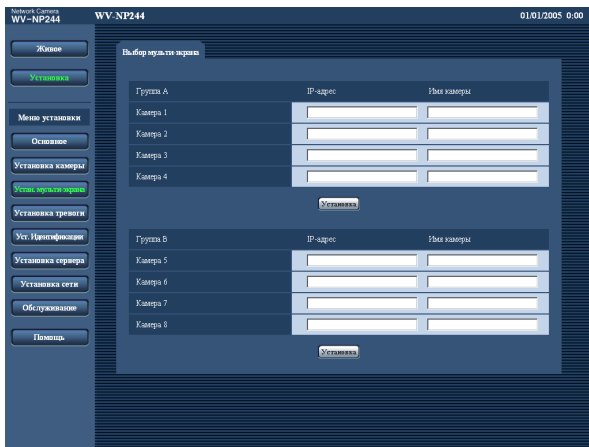 Network Camera
WV-NP244
WV-NP244
01/01/2005 0:00
Живое
Установка
Меню установки
Основное
Установка камеры
Устан. мульти-экрана
Установка тревоги
Уст. Идентификации
Установка сервера
Установка сети
Обслуживание
Помощь
Выбор мульти-экрана
Группа А IP-адрес Имя камеры
Камера 1
Камера 2
Камера 3
Камера 4
Установка
Группа В IP-адрес Имя камеры
Камера 5
Камера 6
Камера 7
Камера 8
Установка